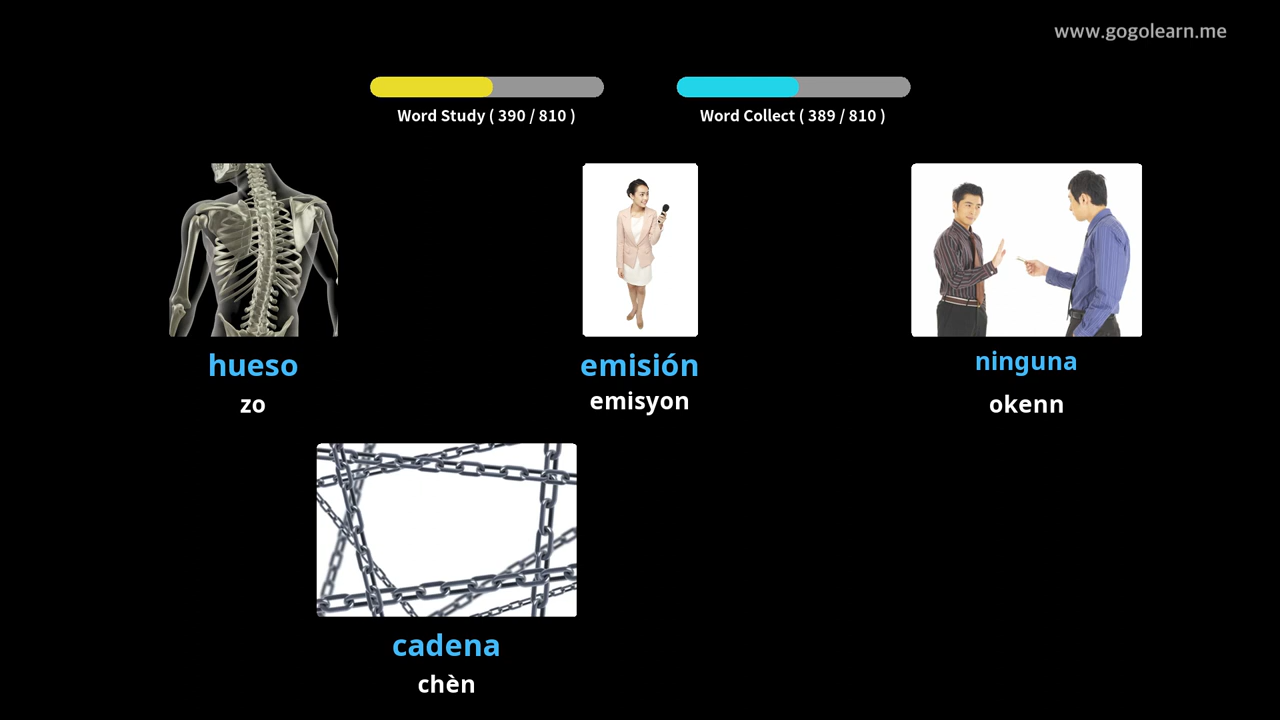 www.gogolearn.me
Word Study ( 390 / 810 )
Word Collect ( 389 / 810 )
hueso
zo
emisión
emisyon
ninguna
okenn
cadena
chèn